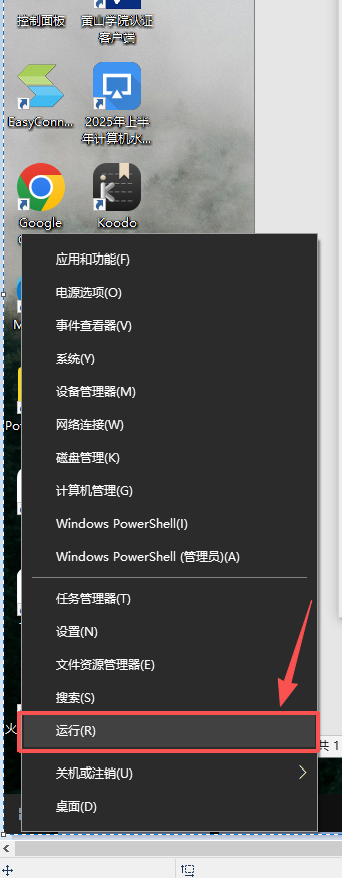 控制面板
黄山学院认证
客户端
EasyConn...
2025年上半
年计算机水...
Google
Koodo
应用和功能(F)
电源选项(O)
事件查看器(V)
系统(Y)
设备管理器(M)
网络连接(W)
磁盘管理(K)
计算机管理(G)
Windows PowerShell(I)
Windows PowerShell (管理员)(A)
任务管理器(T)
设置(N)
文件资源管理器(E)
搜索(S)
运行(R)
关机或注销(U)
桌面(D)
火
共 1